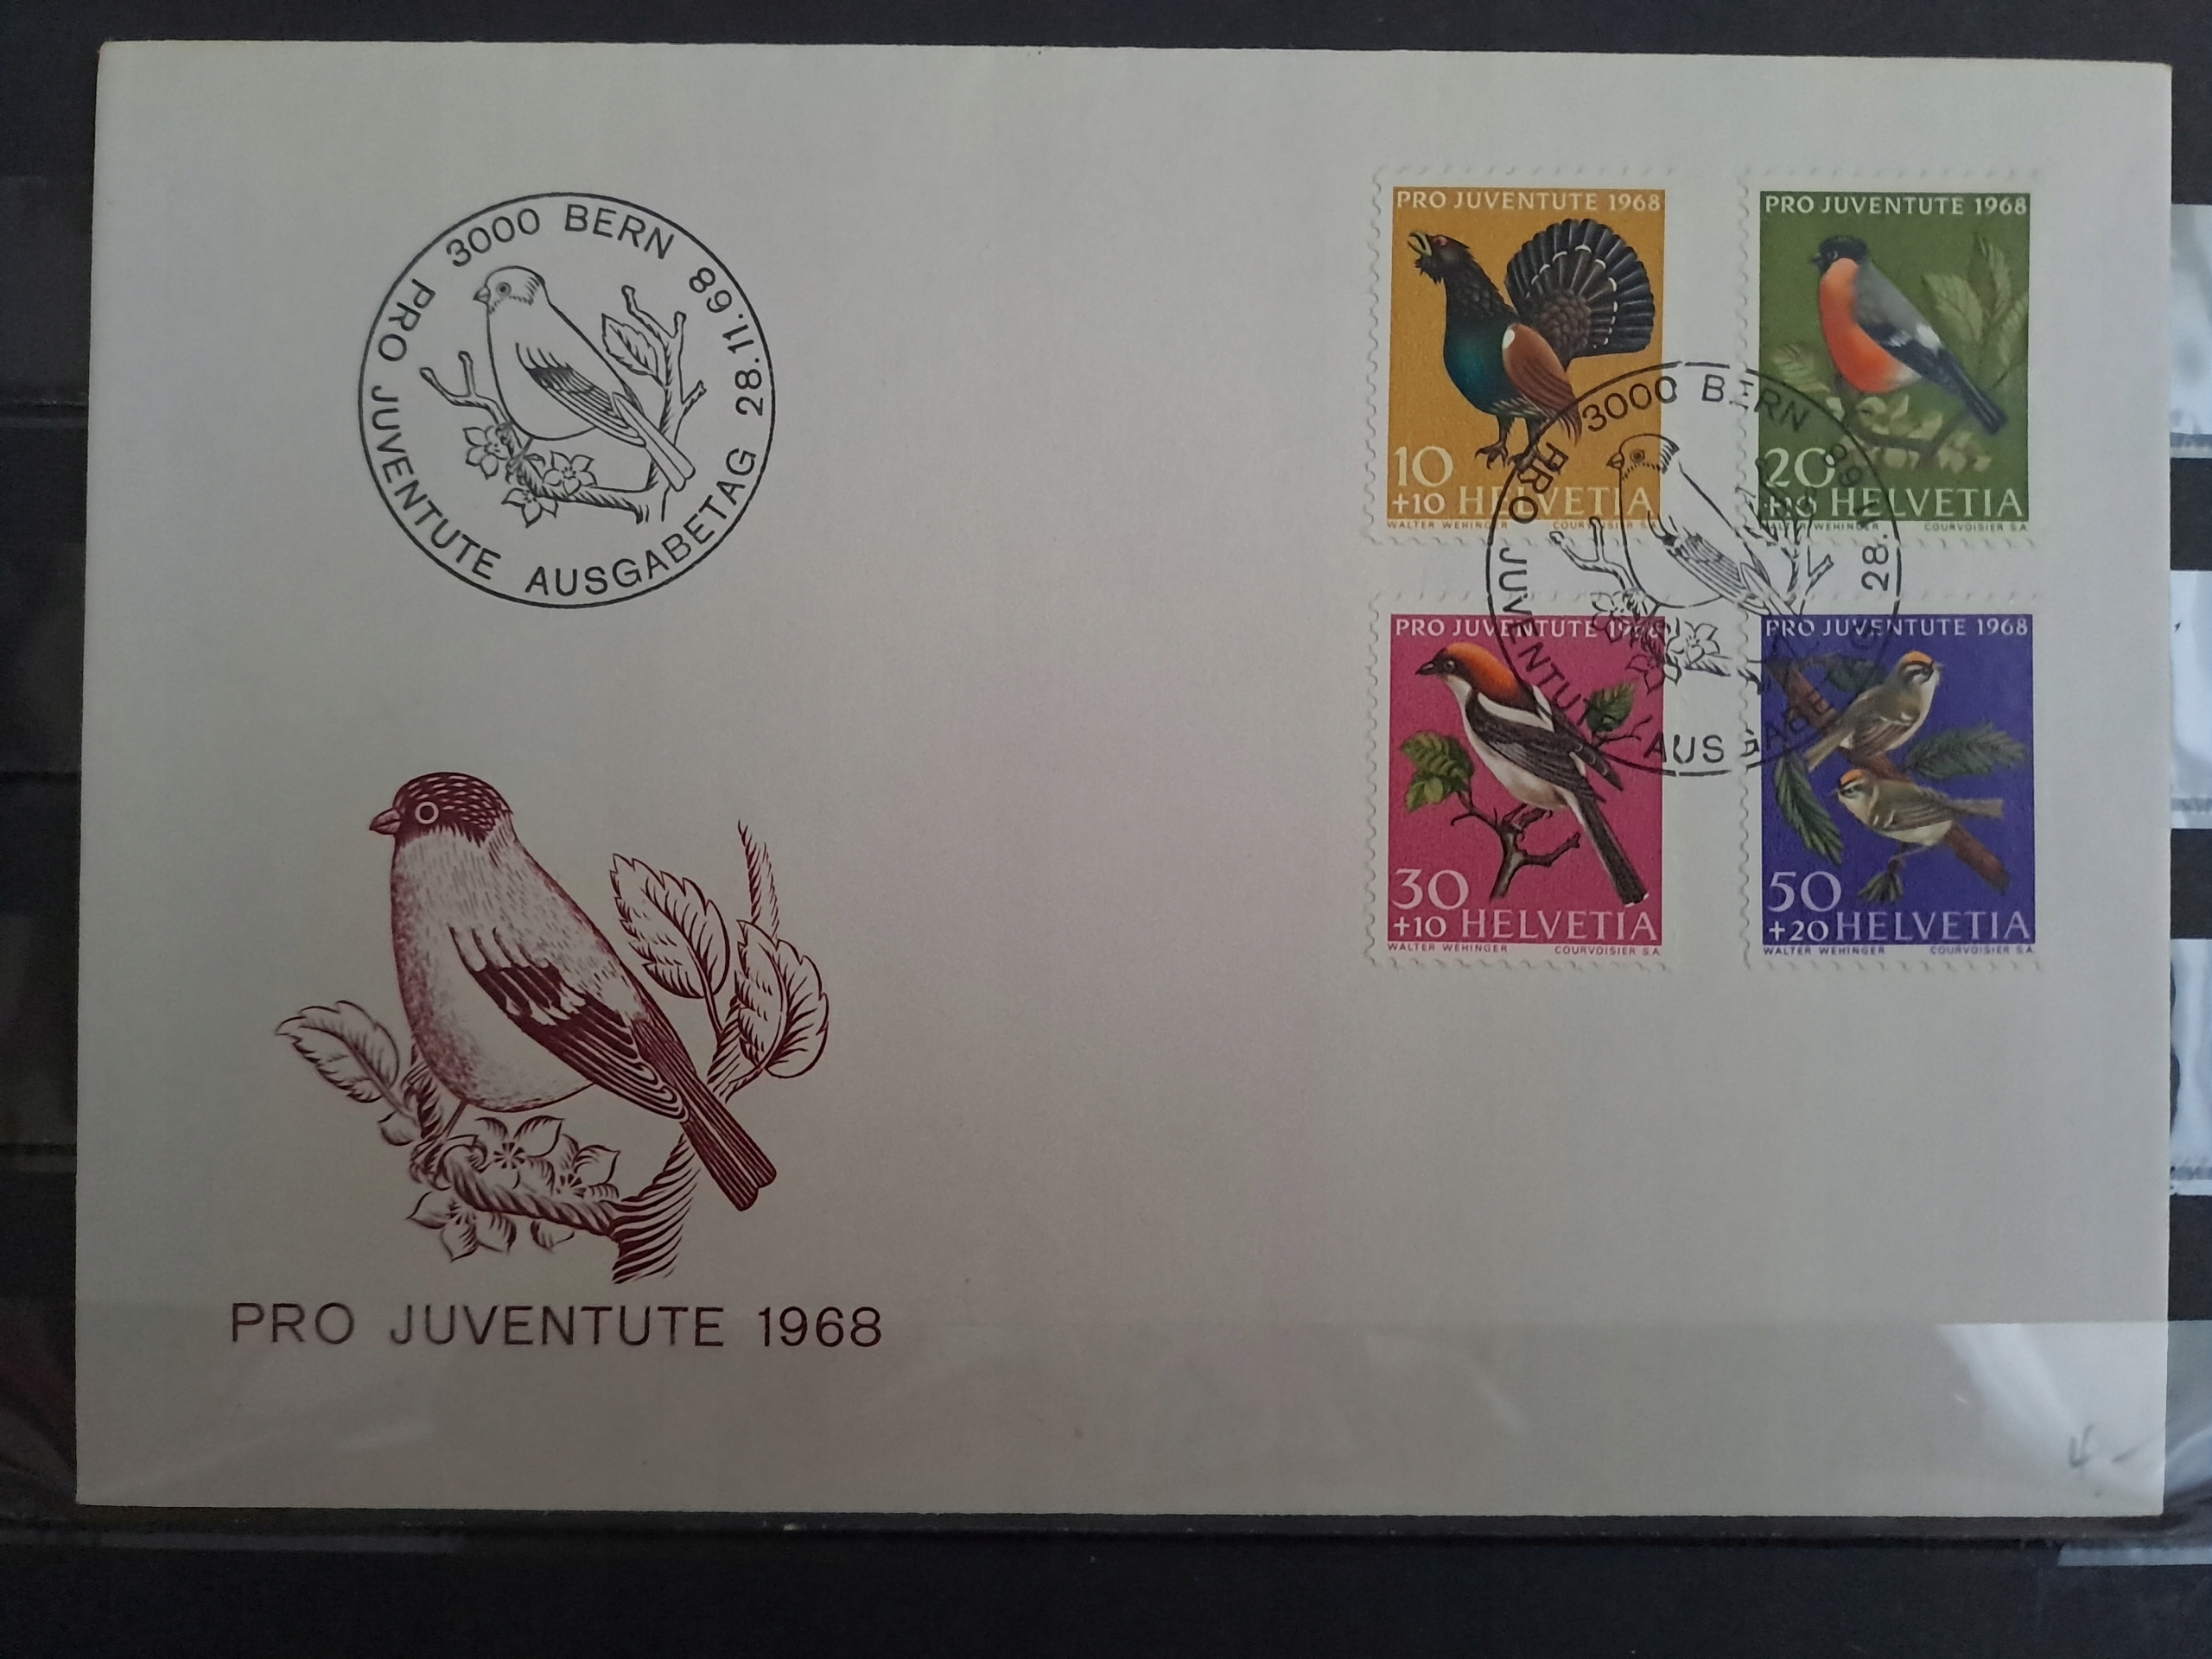 3000 BERN 28.11.68
PRO JUVENTUTE AUSGABETAG
PRO JUVENTUTE 1968
10
+10 HELVETIA
WALTER WEHINGER COURVOISIER S.A.
PRO JUVENTUTE 1968
20
+10 HELVETIA
WALTER WEHINGER COURVOISIER S.A.
3000 BERN 28.
PRO JUVENTUTE AUSGABETAG
PRO JUVENTUTE 1968
30
+10 HELVETIA
WALTER WEHINGER COURVOISIER S.A.
PRO JUVENTUTE 1968
50
+20 HELVETIA
WALTER WEHINGER COURVOISIER S.A.
PRO JUVENTUTE 1968